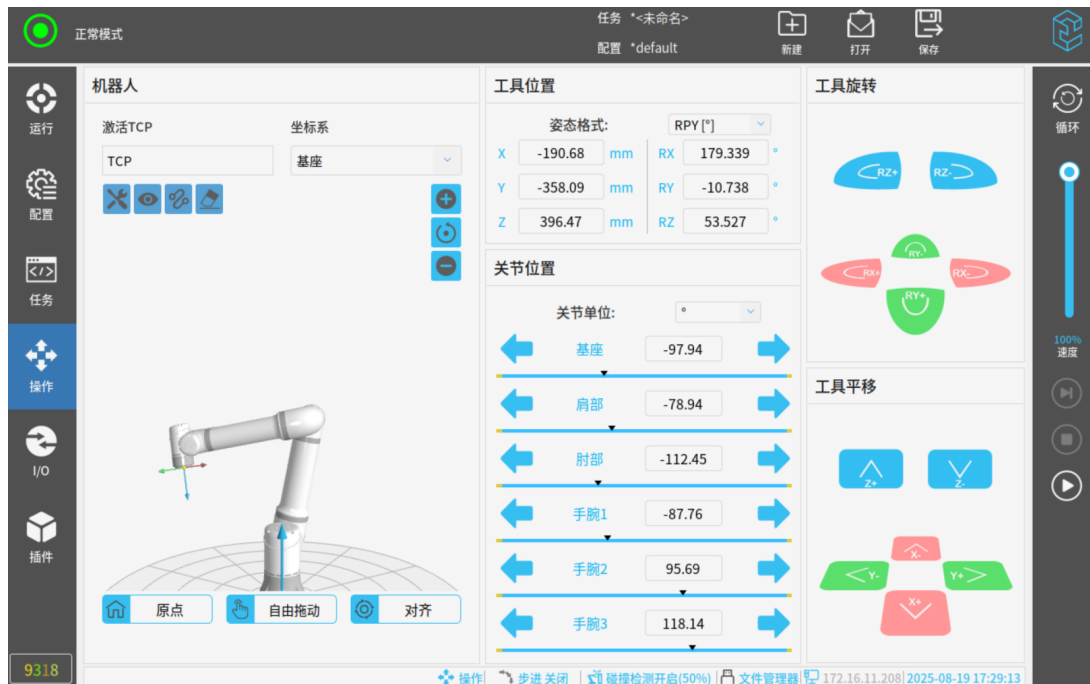 正常模式
任务 *<未命名>
配置 *default
新建
打开
保存
运行
配置
任务
操作
I/O
插件
9318
机器人
激活TCP
坐标系
TCP
基座
原点
自由拖动
对齐
工具位置
姿态格式:
RPY [°]
X -190.68 mm RX 179.339 °
Y -358.09 mm RY -10.738 °
Z 396.47 mm RZ 53.527 °
关节位置
关节单位:
°
基座 -97.94
肩部 -78.94
肘部 -112.45
手腕1 -87.76
手腕2 95.69
手腕3 118.14
工具旋转
RZ+ RZ-
RY-
RX+ RX-
RY+
工具平移
Z+ Z-
X-
Y- Y+
X+
循环
100%
速度
操作 步进 关闭 碰撞检测开启(50%) 文件管理器 172.16.11.208 2025-08-19 17:29:13